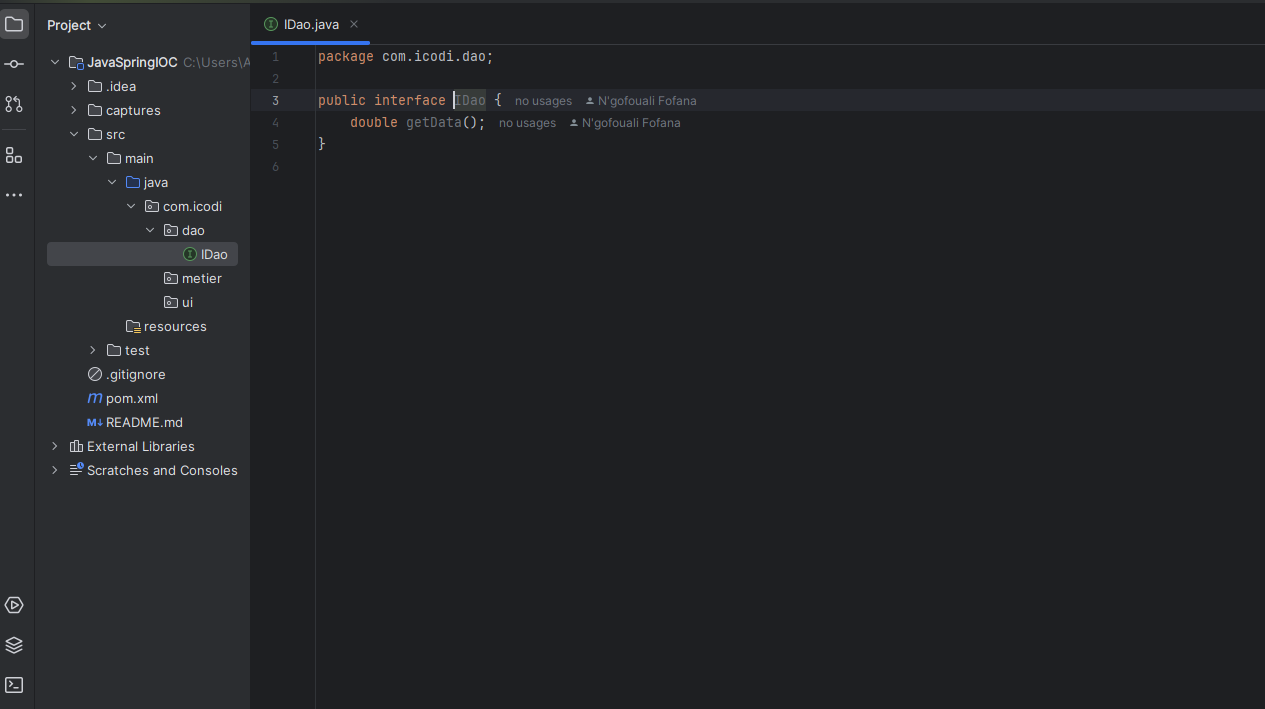 Project
JavaSpringIOC C:\Users\A
.idea
captures
src
main
java
com.icodi
dao
IDao
metier
ui
resources
test
.gitignore
pom.xml
README.md
External Libraries
Scratches and Consoles
IDao.java
1 package com.icodi.dao;
2
3 public interface IDao { no usages N'gofouali Fofana
4 double getData(); no usages N'gofouali Fofana
5 }
6